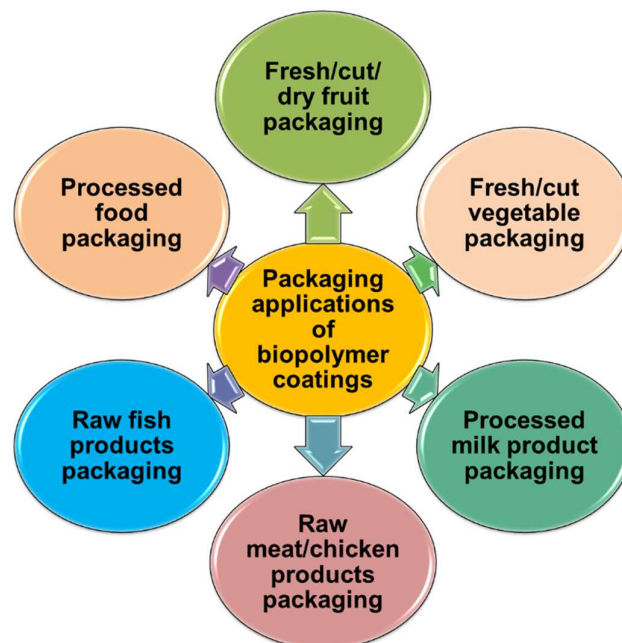 Fresh/cut/
dry fruit
packaging
Processed
food
packaging
Fresh/cut
vegetable
packaging
Packaging
applications
of
biopolymer
coatings
Raw fish
products
packaging
Processed
milk product
packaging
Raw
meat/chicken
products
packaging